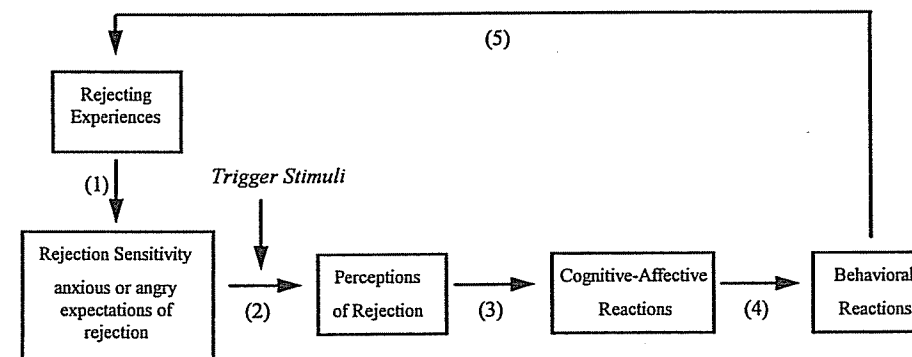 (5)
Rejecting
Experiences
(1)
Trigger Stimuli
Rejection Sensitivity
anxious or angry
expectations of
rejection
(2)
Perceptions
of Rejection
(3)
Cognitive-Affective
Reactions
(4)
Behavioral
Reactions